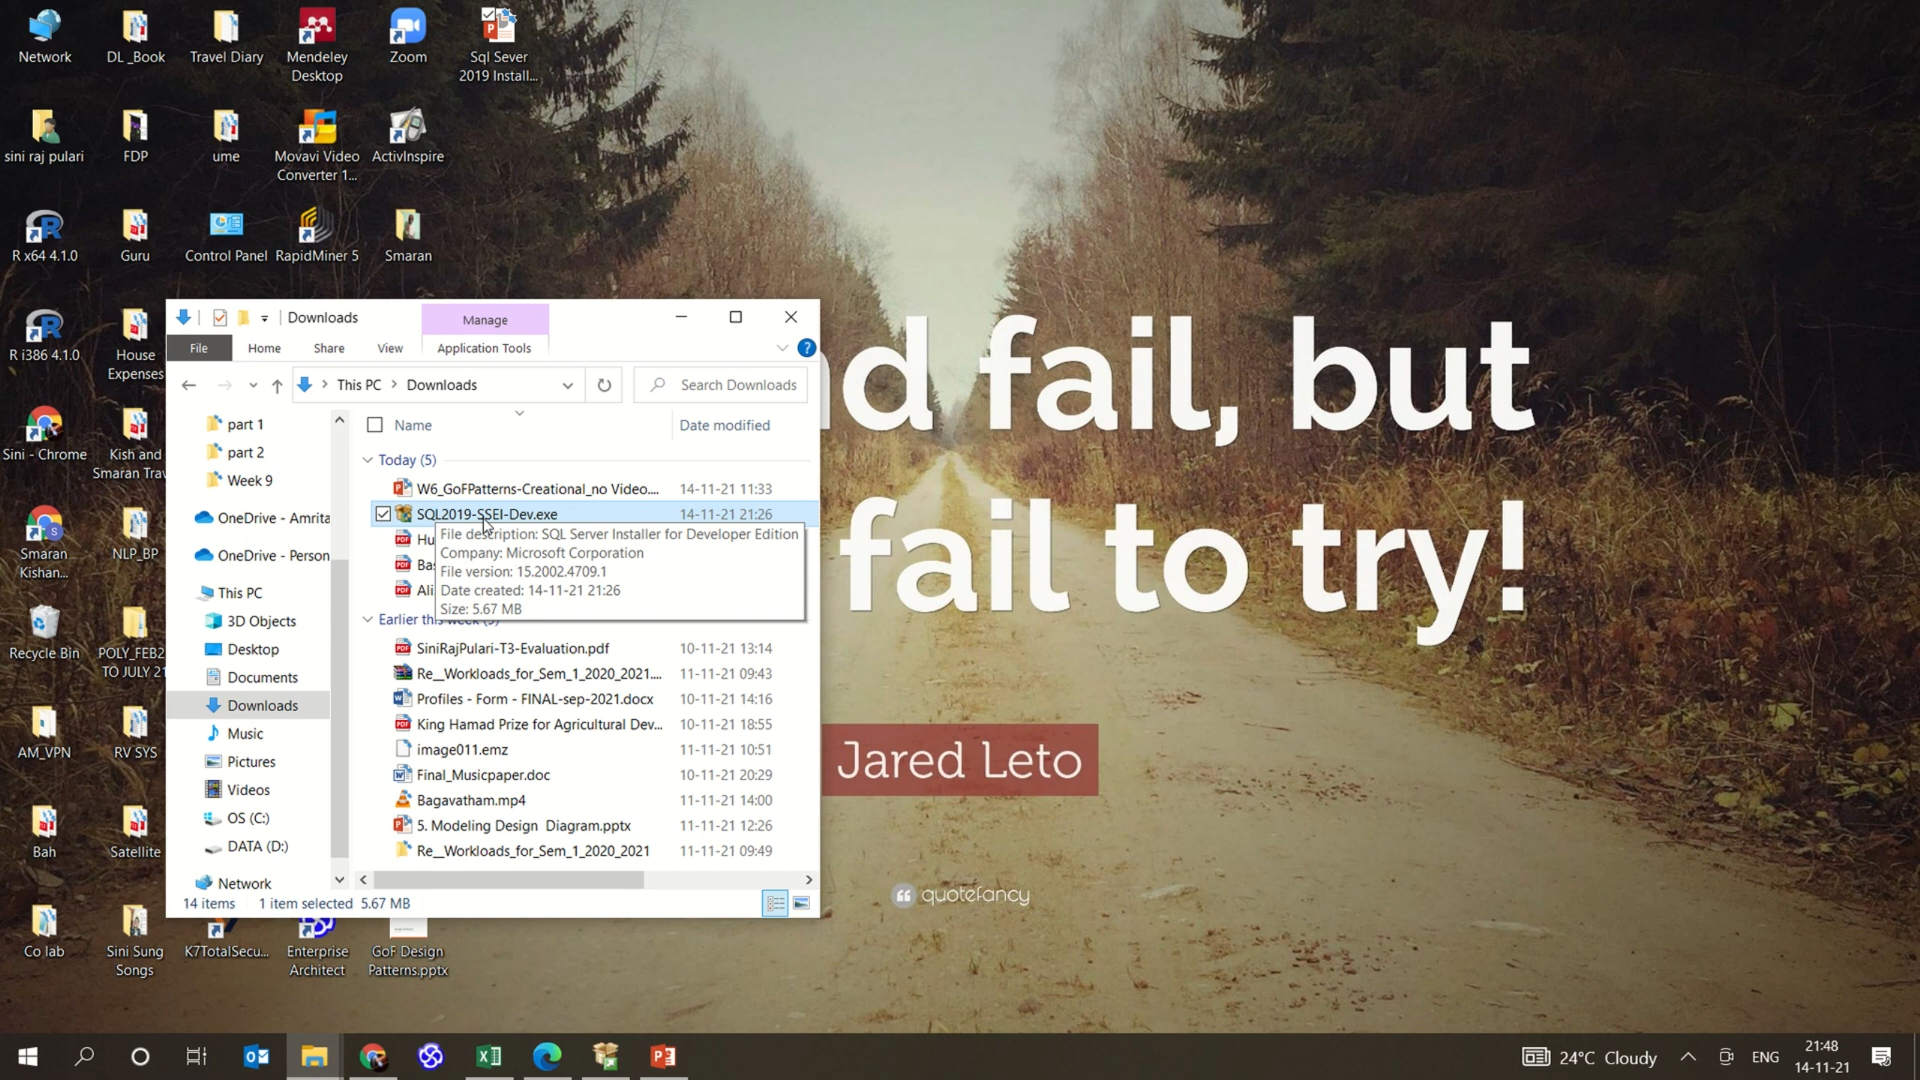 Network
DL _Book
Travel Diary
Mendeley
Desktop
Zoom
Sql Sever
2019 Install...
sini raj pulari
FDP
ume
Movavi Video
Converter 1...
ActivInspire
R x64 4.1.0
Guru
Control Panel
RapidMiner 5
Smaran
R i386 4.1.0
House
Expenses
Sini - Chrome
Kish and
Smaran Trav
Smaran
Kishan...
NLP_BP
Recycle Bin
POLY_FEB2
TO JULY 21
AM_VPN
RV SYS
Bah
Satellite
Co lab
Sini Sung
Songs
K7TotalSecu...
Enterprise
Architect
GoF Design
Patterns.pptx
Downloads
Manage
File
Home
Share
View
Application Tools
This PC
Downloads
Search Downloads
part 1
part 2
Week 9
OneDrive - Amrita
OneDrive - Person
This PC
3D Objects
Desktop
Documents
Downloads
Music
Pictures
Videos
OS (C:)
DATA (D:)
Network
Name
Date modified
Today (5)
W6_GoFPatterns-Creational_no Video.... 14-11-21 11:33
SQL2019-SSEI-Dev.exe 14-11-21 21:26
Hu
Bas
Ali
File description: SQL Server Installer for Developer Edition
Company: Microsoft Corporation
File version: 15.2002.4709.1
Date created: 14-11-21 21:26
Size: 5.67 MB
Earlier this week (9)
SiniRajPulari-T3-Evaluation.pdf 10-11-21 13:14
Re__Workloads_for_Sem_1_2020_2021.... 11-11-21 09:43
Profiles - Form - FINAL-sep-2021.docx 10-11-21 14:16
King Hamad Prize for Agricultural Dev... 10-11-21 18:55
image011.emz 11-11-21 10:51
Final_Musicpaper.doc 10-11-21 20:29
Bagavatham.mp4 11-11-21 14:00
5. Modeling Design Diagram.pptx 11-11-21 12:26
Re__Workloads_for_Sem_1_2020_2021 11-11-21 09:49
14 items 1 item selected 5.67 MB
d fail, but
fail to try!
Jared Leto
quotefancy
24°C Cloudy
ENG
21:48
14-11-21